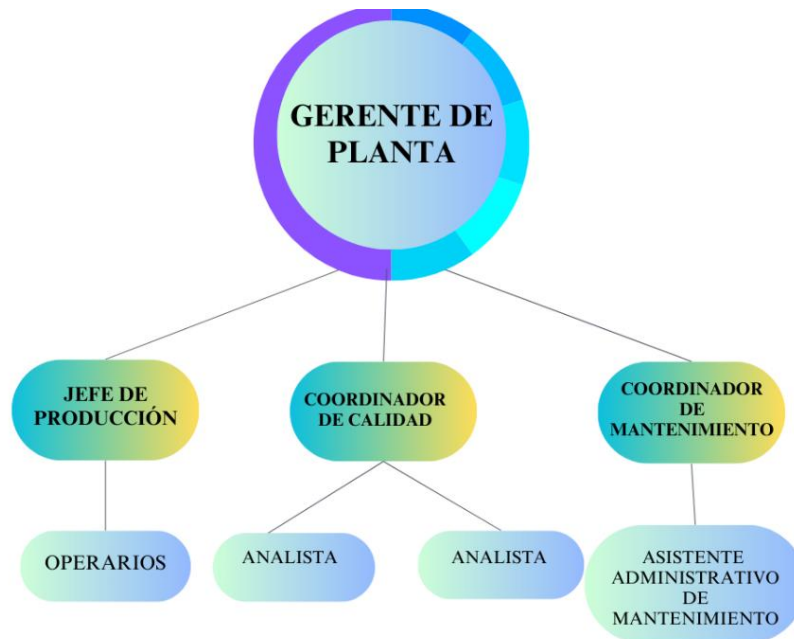 GERENTE DE
PLANTA
JEFE DE
PRODUCCIÓN
COORDINADOR
DE CALIDAD
COORDINADOR
DE
MANTENIMIENTO
OPERARIOS
ANALISTA
ANALISTA
ASISTENTE
ADMINISTRATIVO
DE
MANTENIMIENTO